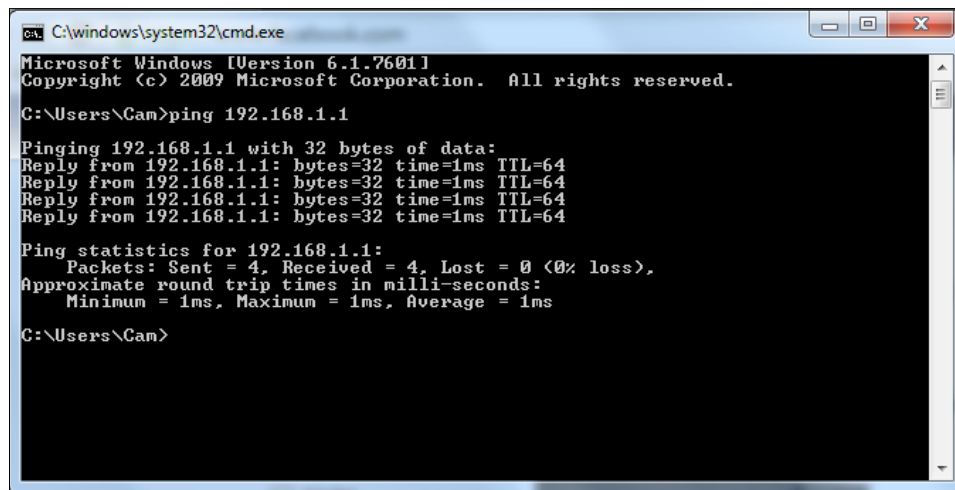 C:\windows\system32\cmd.exe
Microsoft Windows [Version 6.1.7601]
Copyright (c) 2009 Microsoft Corporation.  All rights reserved.
C:\Users\Cam>ping 192.168.1.1
Pinging 192.168.1.1 with 32 bytes of data:
Reply from 192.168.1.1: bytes=32 time=1ms TTL=64
Reply from 192.168.1.1: bytes=32 time=1ms TTL=64
Reply from 192.168.1.1: bytes=32 time=1ms TTL=64
Reply from 192.168.1.1: bytes=32 time=1ms TTL=64
Ping statistics for 192.168.1.1:
    Packets: Sent = 4, Received = 4, Lost = 0 (0% loss),
Approximate round trip times in milli-seconds:
    Minimum = 1ms, Maximum = 1ms, Average = 1ms
C:\Users\Cam>